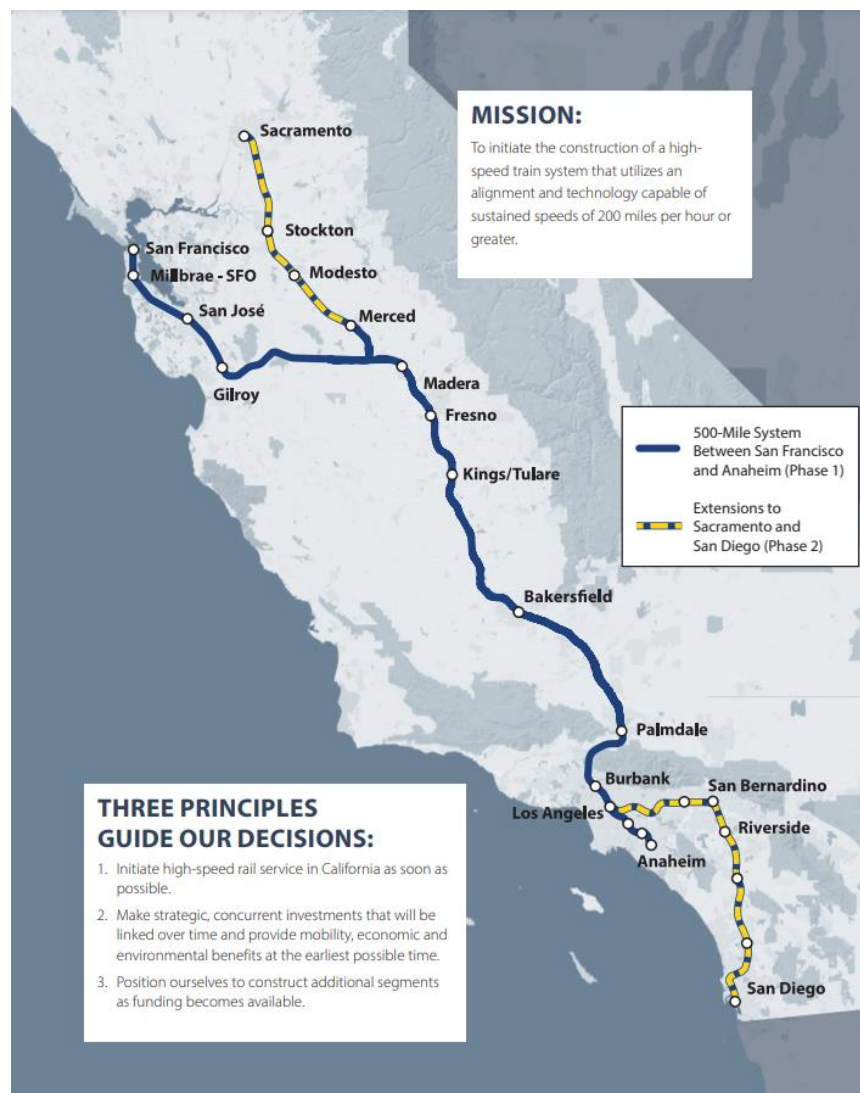 MISSION:
To initiate the construction of a high-
speed train system that utilizes an
alignment and technology capable of
sustained speeds of 200 miles per hour or
greater.
Sacramento
Stockton
San Francisco
Modesto
Millbrae - SFO
San José
Merced
Gilroy
Madera
Fresno
Kings/Tulare
500-Mile System
Between San Francisco
and Anaheim (Phase 1)
Extensions to
Sacramento and
San Diego (Phase 2)
Bakersfield
Palmdale
Burbank
San Bernardino
Los Angeles
Riverside
Anaheim
San Diego
THREE PRINCIPLES
GUIDE OUR DECISIONS:
1. Initiate high-speed rail service in California as soon as
possible.
2. Make strategic, concurrent investments that will be
linked over time and provide mobility, economic and
environmental benefits at the earliest possible time.
3. Position ourselves to construct additional segments
as funding becomes available.